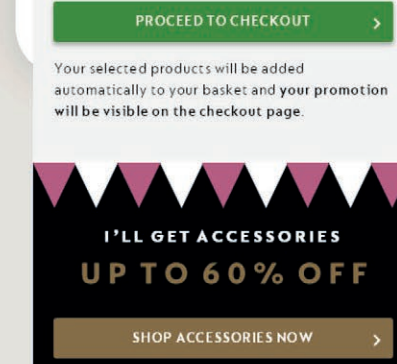 PROCEED TO CHECKOUT >
Your selected products will be added
automatically to your basket and your promotion
will be visible on the checkout page.
I'LL GET ACCESSORIES
UP TO 60% OFF
SHOP ACCESSORIES NOW >